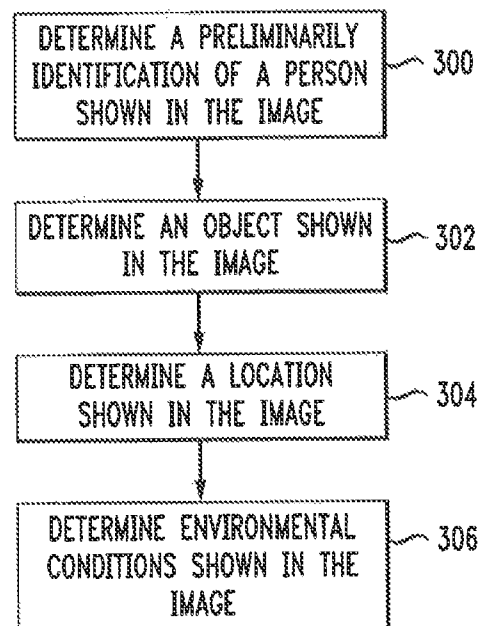 DETERMINE A PRELIMINARILY
IDENTIFICATION OF A PERSON
SHOWN IN THE IMAGE
300
DETERMINE AN OBJECT SHOWN
IN THE IMAGE
302
DETERMINE A LOCATION
SHOWN IN THE IMAGE
304
DETERMINE ENVIRONMENTAL
CONDITIONS SHOWN IN THE
IMAGE
306